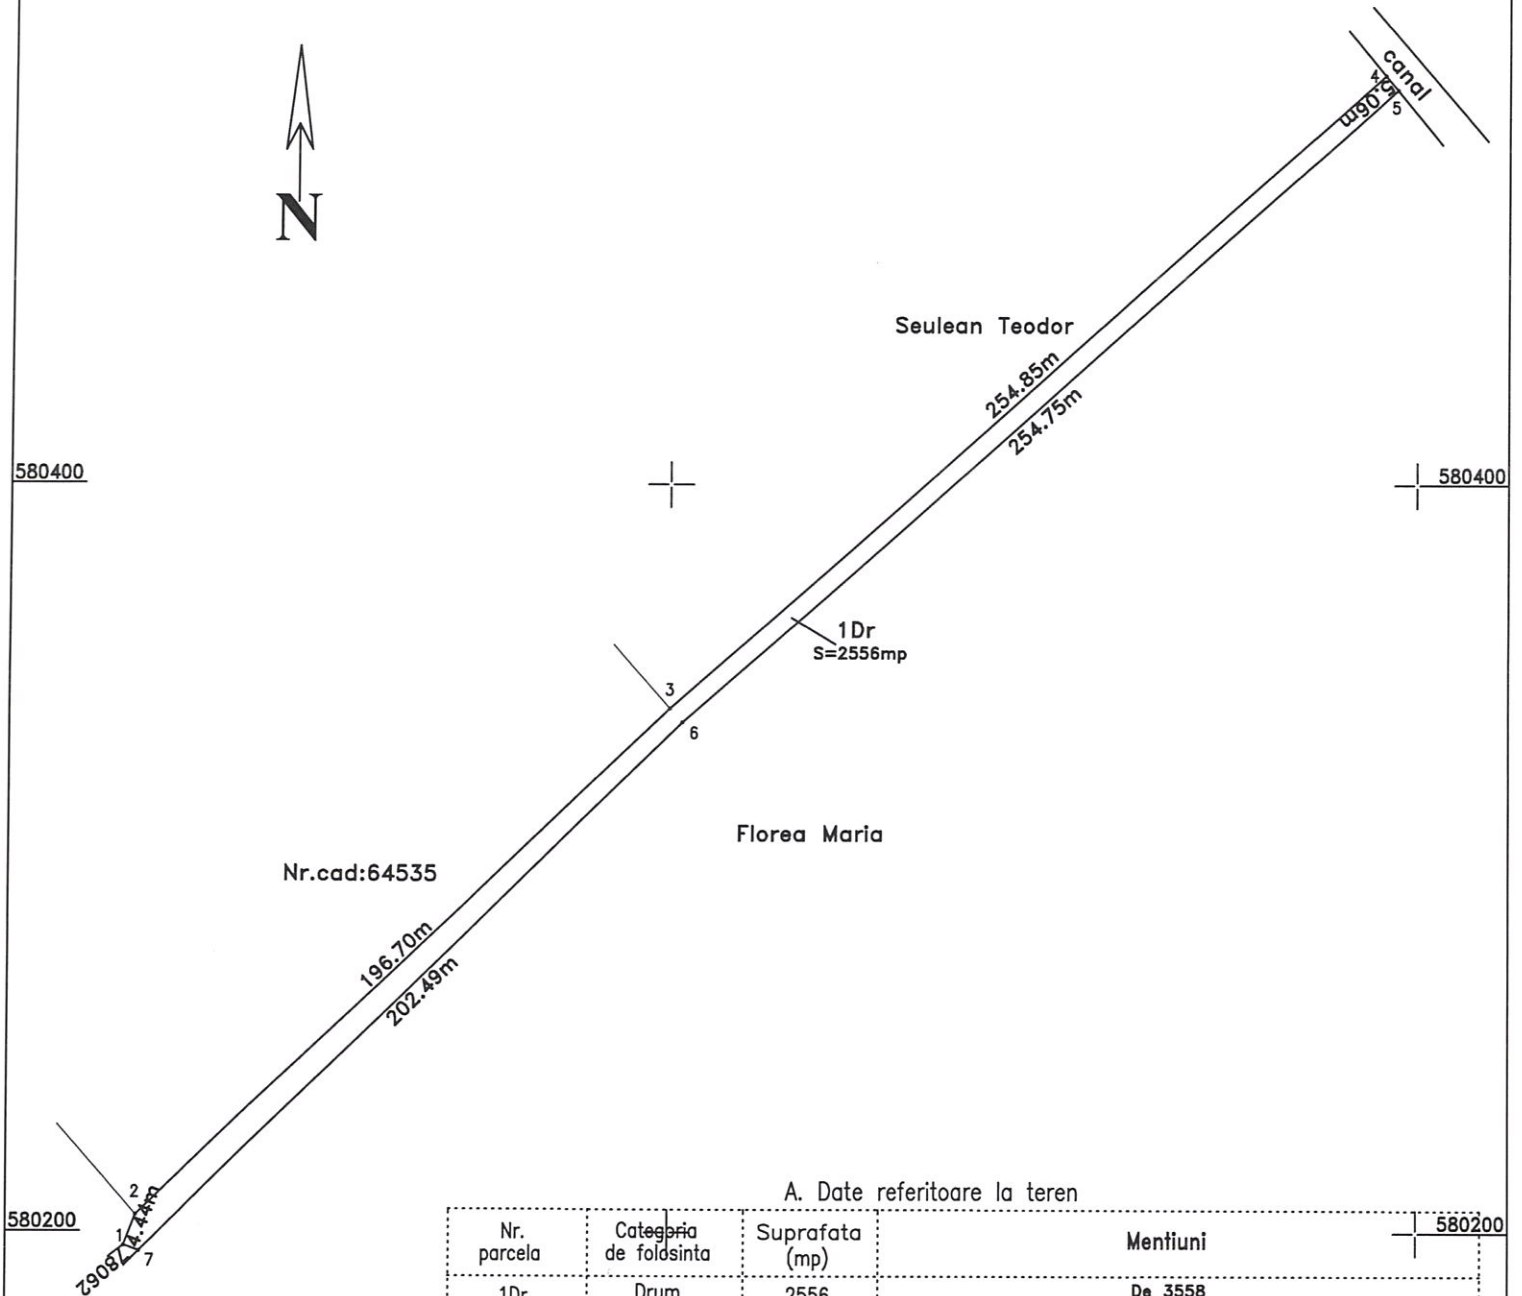 canal
4
5.06m
5
N
Seulean Teodor
254.85m
254.75m
580400
580400
1Dr
S=2556mp
3
6
Florea Maria
Nr.cad:64535
196.70m
202.49m
2
4.44m
1
7
78062
580200
580200
A. Date referitoare la teren
Nr. parcela
Categoria de folosinta
Suprafata (mp)
Mentiuni
1Dr
Drum
2556
De 3558